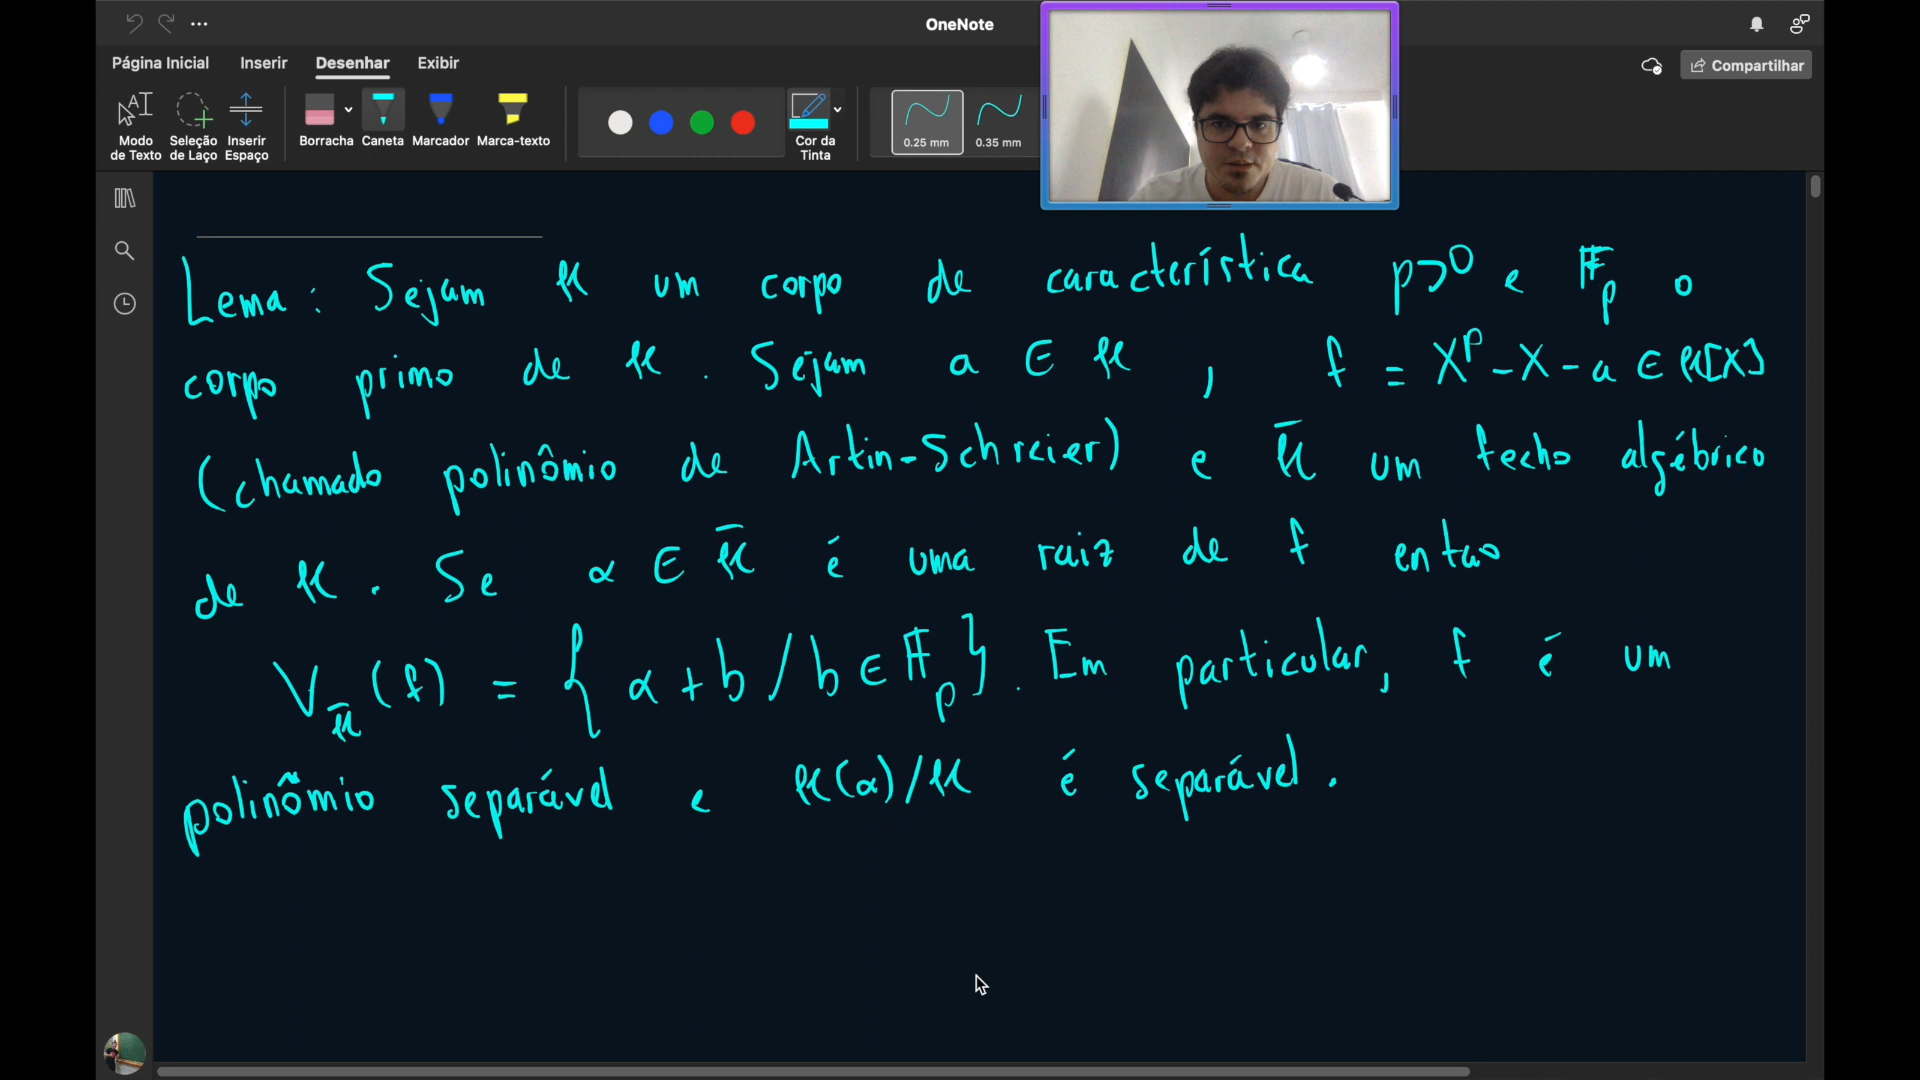 OneNote
Página Inicial Inserir Desenhar Exibir
Compartilhar
Modo de Texto Seleção de Laço Inserir Espaço Borracha Caneta Marcador Marca-texto Cor da Tinta 0.25 mm 0.35 mm
Lema: Sejam K um corpo de característica p>0 e 𝔽_p o
corpo primo de K. Sejam a ∈ K, f = X^p - X - a ∈ K[X]
(chamado polinômio de Artin-Schreier) e K̄ um fecho algébrico
de K. Se α ∈ K̄ é uma raiz de f entao
V_K̄(f) = {α + b / b ∈ 𝔽_p}. Em particular, f é um
polinômio separável e K(α)/K é separável.